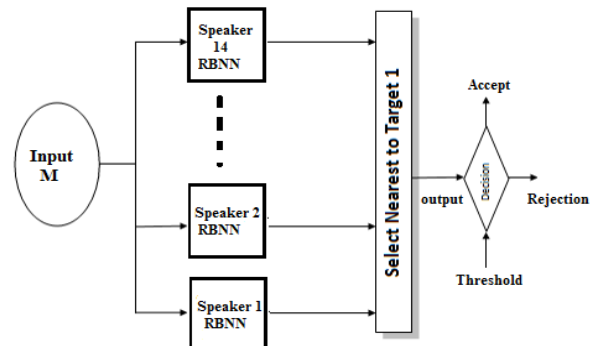 Speaker
14
RBNN
Input
M
Speaker 2
RBNN
Speaker 1
RBNN
Select Nearest to Target 1
output
Accept
Decision
Rejection
Threshold